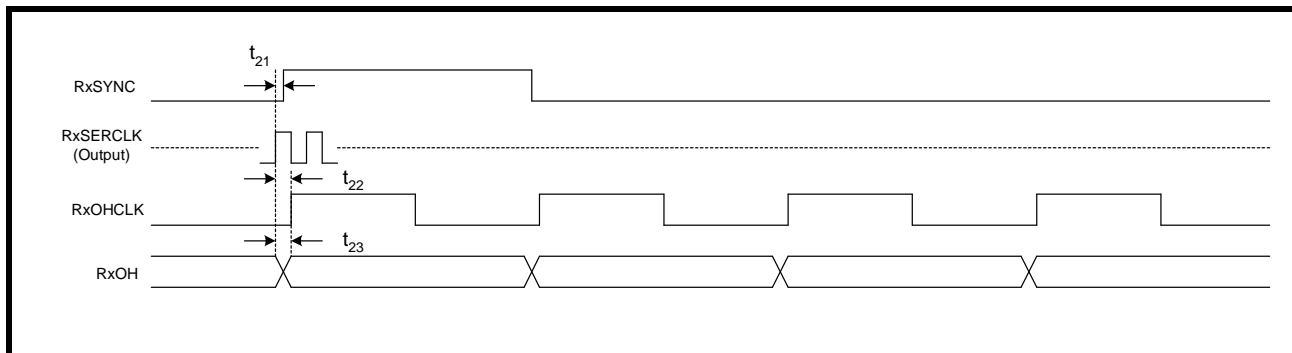 t21
RxSYNC
RxSERCLK
(Output)
t22
RxOHCLK
t23
RxOH